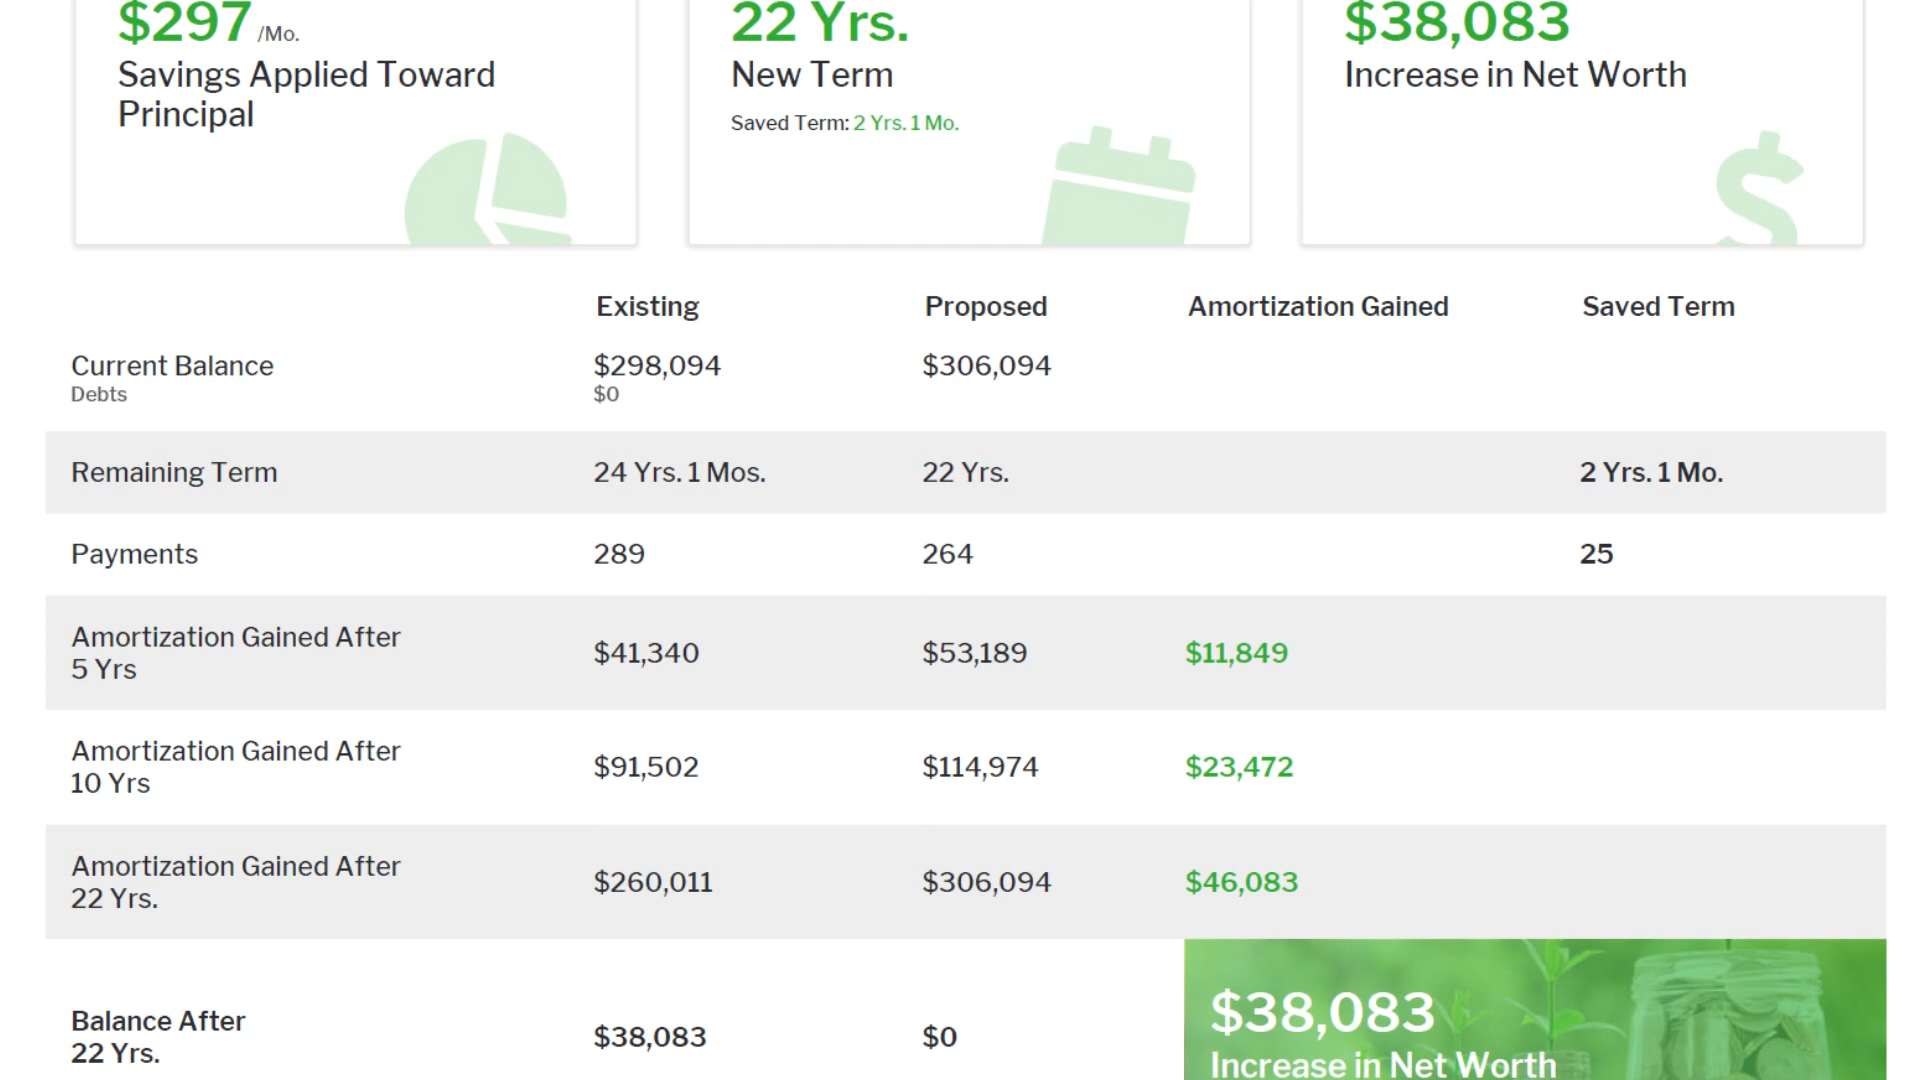 $297 /Mo.
Savings Applied Toward
Principal
22 Yrs.
New Term
Saved Term: 2 Yrs. 1 Mo.
$38,083
Increase in Net Worth
Existing Proposed Amortization Gained Saved Term
Current Balance $298,094 $306,094
Debts $0
Remaining Term 24 Yrs. 1 Mos. 22 Yrs. 2 Yrs. 1 Mo.
Payments 289 264 25
Amortization Gained After
5 Yrs
$41,340 $53,189 $11,849
Amortization Gained After
10 Yrs
$91,502 $114,974 $23,472
Amortization Gained After
22 Yrs.
$260,011 $306,094 $46,083
Balance After
22 Yrs.
$38,083 $0
$38,083
Increase in Net Worth